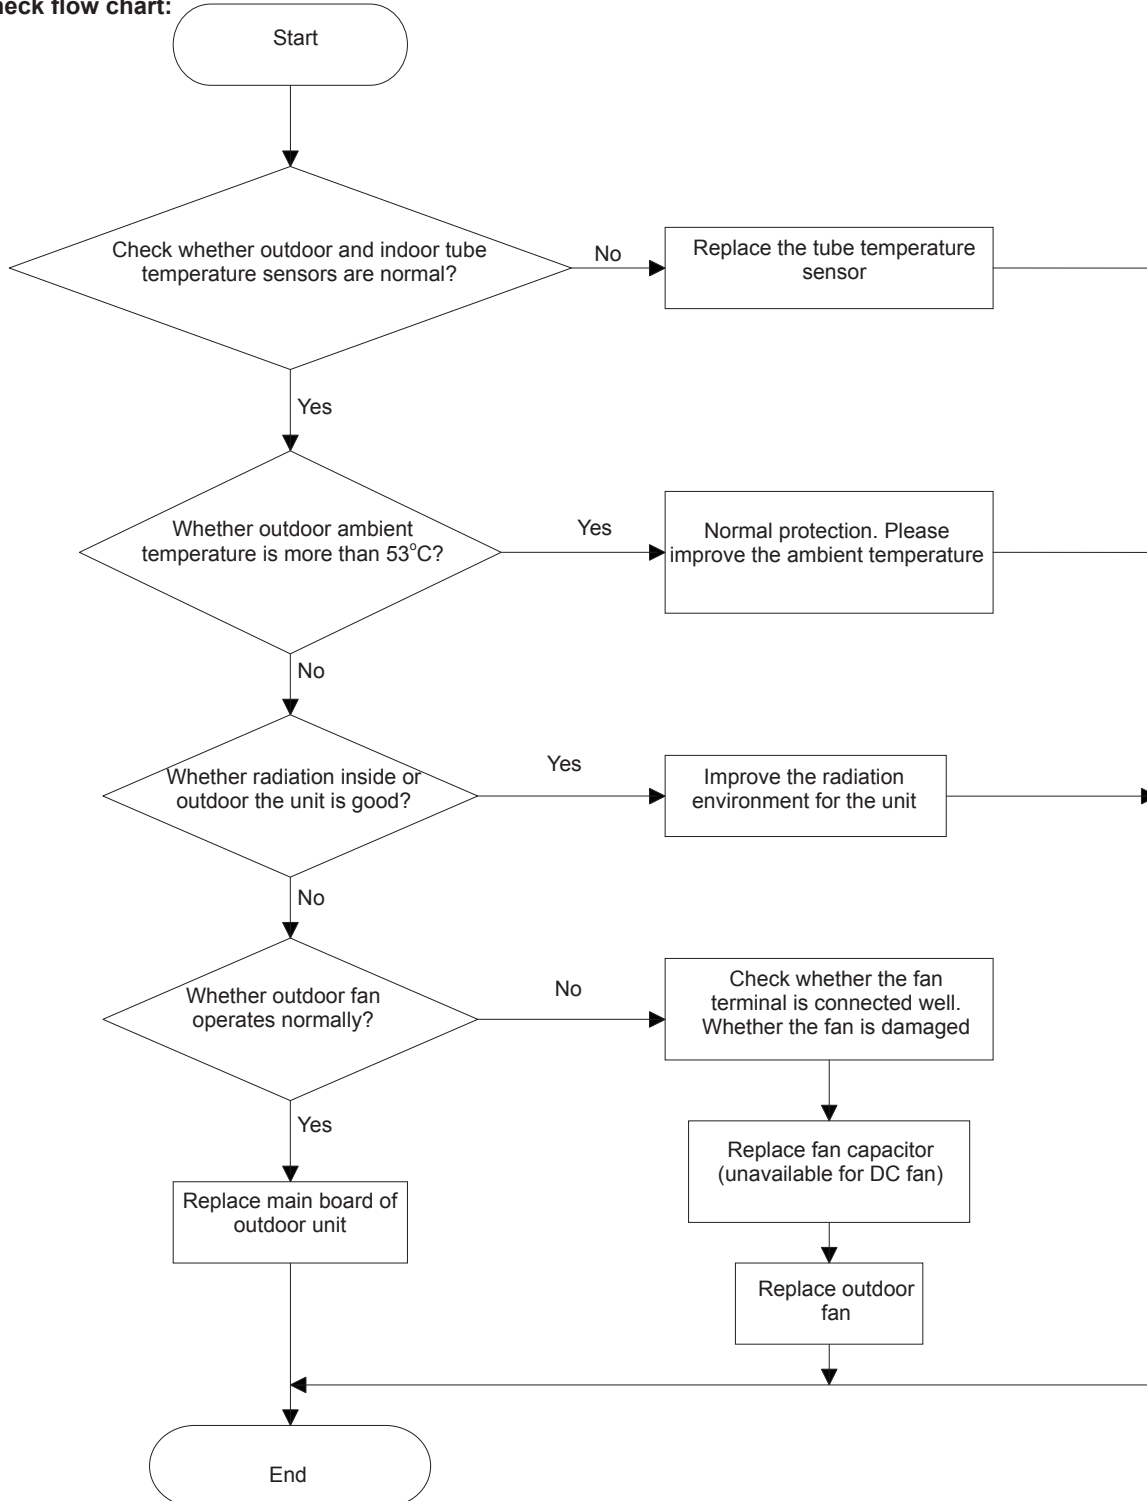 heck flow chart:
Start
Check whether outdoor and indoor tube
temperature sensors are normal?
No
Replace the tube temperature
sensor
Yes
Whether outdoor ambient
temperature is more than 53°C?
Yes
Normal protection. Please
improve the ambient temperature
No
Whether radiation inside or
outdoor the unit is good?
Yes
Improve the radiation
environment for the unit
No
Whether outdoor fan
operates normally?
No
Check whether the fan
terminal is connected well.
Whether the fan is damaged
Yes
Replace fan capacitor
(unavailable for DC fan)
Replace main board of
outdoor unit
Replace outdoor
fan
End